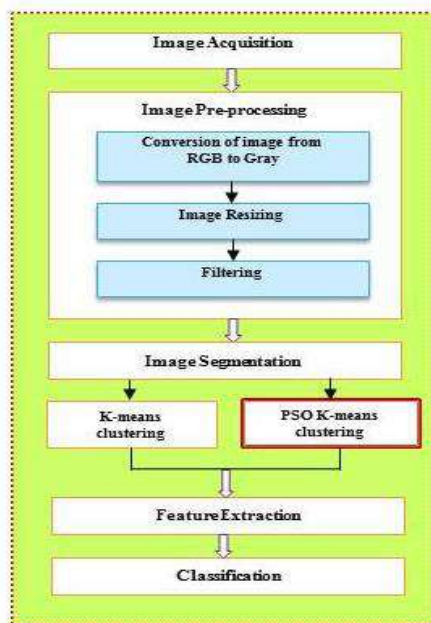 Image Acquisition
Image Pre-processing
Conversion of image from
RGB to Gray
Image Resizing
Filtering
Image Segmentation
K-means
clustering
PSO K-means
clustering
Feature Extraction
Classification